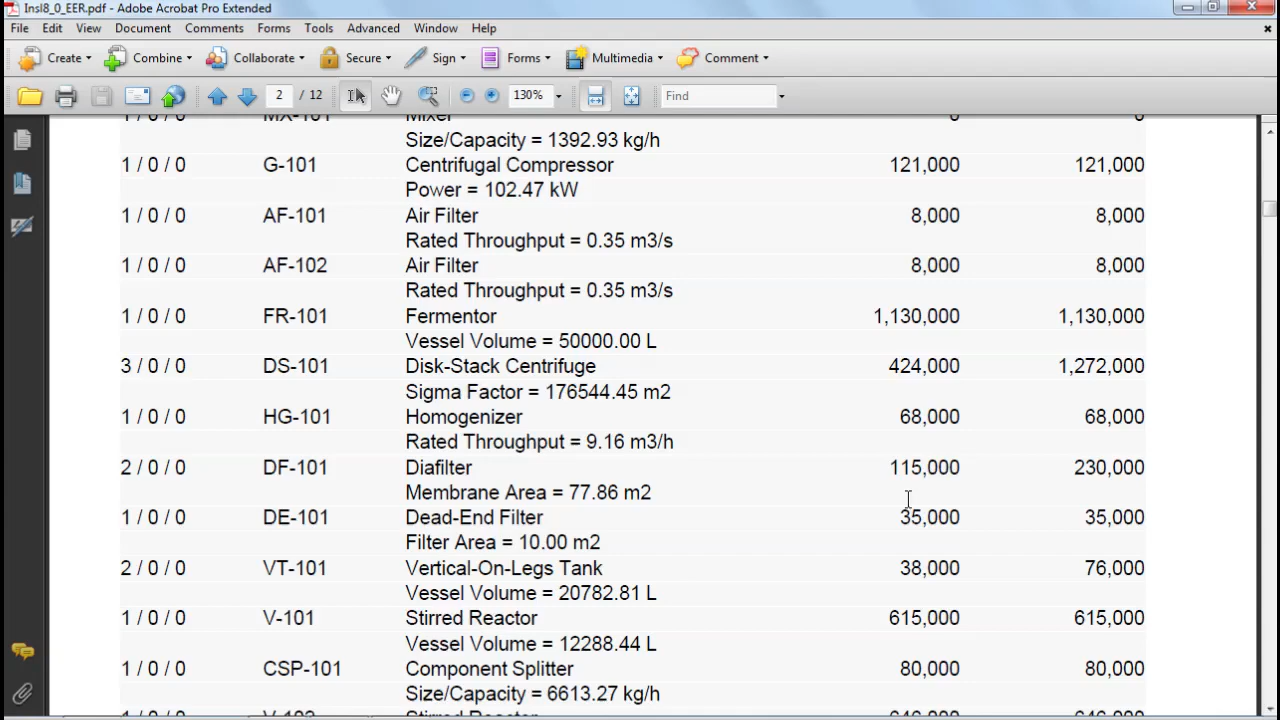 Insl8_0_EER.pdf - Adobe Acrobat Pro Extended
File Edit View Document Comments Forms Tools Advanced Window Help
Create Combine Collaborate Secure Sign Forms Multimedia Comment
2 / 12 130% Find
1 / 0 / 0 MX-101 Mixer 0 0
Size/Capacity = 1392.93 kg/h
1 / 0 / 0 G-101 Centrifugal Compressor 121,000 121,000
Power = 102.47 kW
1 / 0 / 0 AF-101 Air Filter 8,000 8,000
Rated Throughput = 0.35 m3/s
1 / 0 / 0 AF-102 Air Filter 8,000 8,000
Rated Throughput = 0.35 m3/s
1 / 0 / 0 FR-101 Fermentor 1,130,000 1,130,000
Vessel Volume = 50000.00 L
3 / 0 / 0 DS-101 Disk-Stack Centrifuge 424,000 1,272,000
Sigma Factor = 176544.45 m2
1 / 0 / 0 HG-101 Homogenizer 68,000 68,000
Rated Throughput = 9.16 m3/h
2 / 0 / 0 DF-101 Diafilter 115,000 230,000
Membrane Area = 77.86 m2
1 / 0 / 0 DE-101 Dead-End Filter 35,000 35,000
Filter Area = 10.00 m2
2 / 0 / 0 VT-101 Vertical-On-Legs Tank 38,000 76,000
Vessel Volume = 20782.81 L
1 / 0 / 0 V-101 Stirred Reactor 615,000 615,000
Vessel Volume = 12288.44 L
1 / 0 / 0 CSP-101 Component Splitter 80,000 80,000
Size/Capacity = 6613.27 kg/h
Stirred Reactor